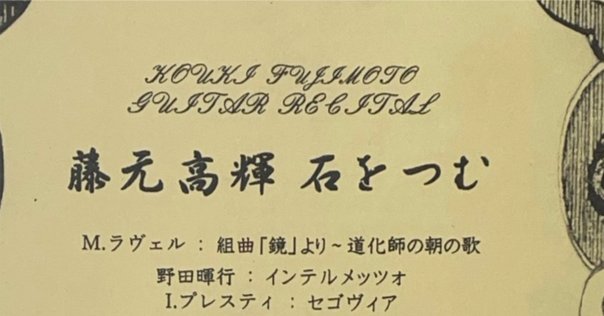 KOUKI FUJIMOTO
GUITAR RECITAL
藤元高輝 石をつむ
M.ラヴェル : 組曲「鏡」より~道化師の朝の歌
野田暉行 : インテルメッツオ
I.プレスティ : セゴヴィア